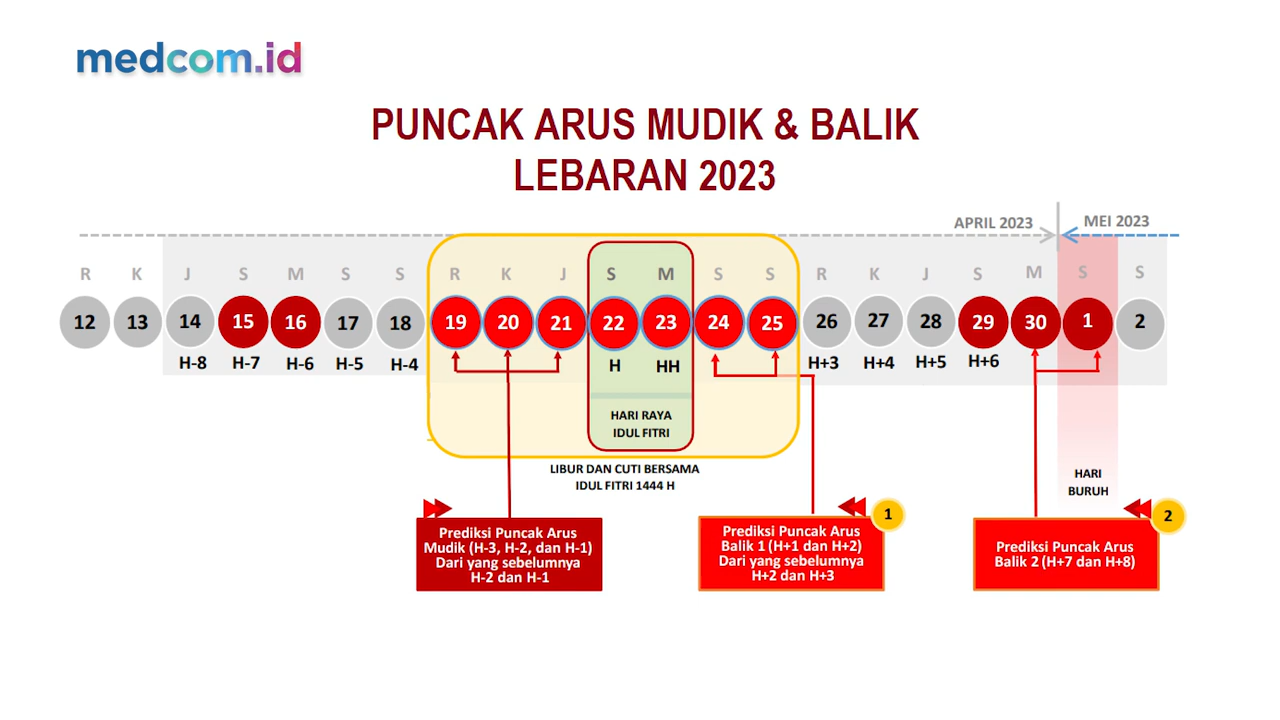 medcom.id
PUNCAK ARUS MUDIK & BALIK
LEBARAN 2023
APRIL 2023 MEI 2023
R K J S M S S R K J S M S S R K J S M S S
12 13 14 15 16 17 18 19 20 21 22 23 24 25 26 27 28 29 30 1 2
H-8 H-7 H-6 H-5 H-4 H HH H+3 H+4 H+5 H+6
HARI RAYA
IDUL FITRI
LIBUR DAN CUTI BERSAMA
IDUL FITRI 1444 H
HARI
BURUH
Prediksi Puncak Arus
Mudik (H-3, H-2, dan H-1)
Dari yang sebelumnya
H-2 dan H-1
1
Prediksi Puncak Arus
Balik 1 (H+1 dan H+2)
Dari yang sebelumnya
H+2 dan H+3
2
Prediksi Puncak Arus
Balik 2 (H+7 dan H+8)